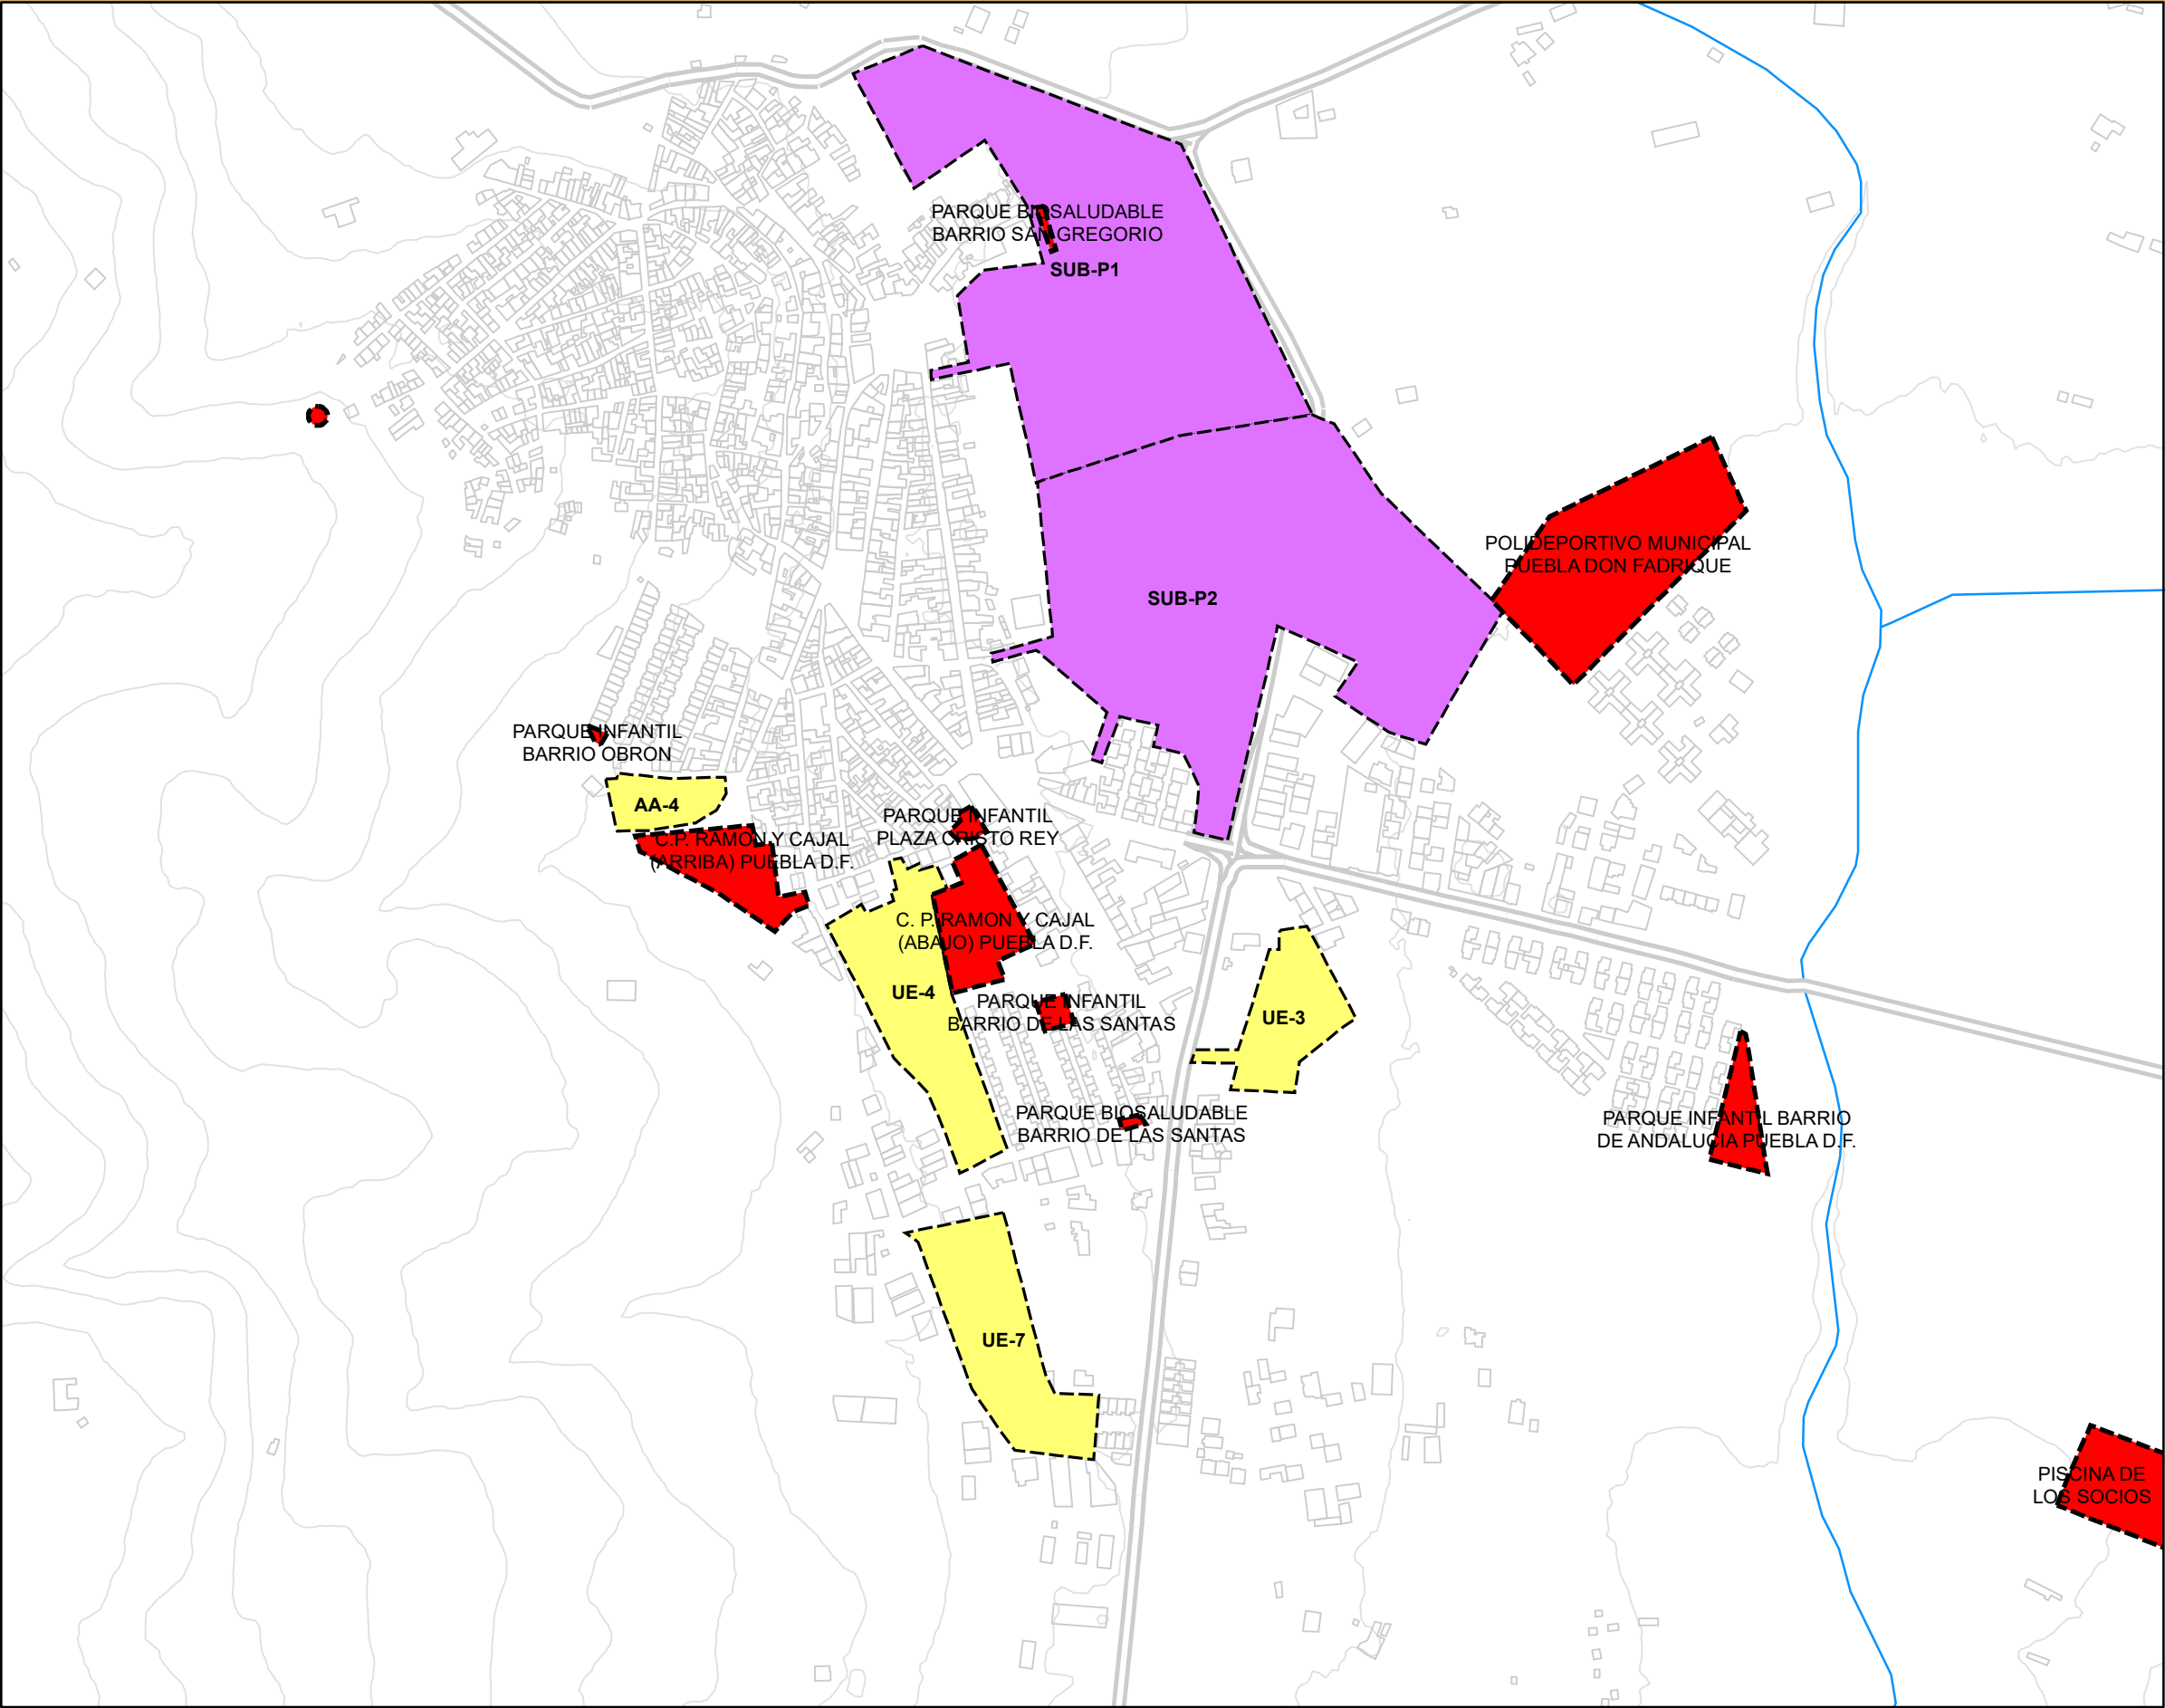 PARQUE BIOSALUDABLE
BARRIO SAN GREGORIO
SUB-P1
POLIDEPORTIVO MUNICIPAL
PUEBLA DON FADRIQUE
SUB-P2
PARQUE INFANTIL
BARRIO OBRON
AA-4
PARQUE INFANTIL
PLAZA CRISTO REY
C.P. RAMON Y CAJAL
(ARRIBA) PUEBLA D.F.
C. P. RAMON Y CAJAL
(ABAJO) PUEBLA D.F.
UE-4
PARQUE INFANTIL
BARRIO DE LAS SANTAS
UE-3
PARQUE BIOSALUDABLE
BARRIO DE LAS SANTAS
PARQUE INFANTIL BARRIO
DE ANDALUCIA PUEBLA D.F.
UE-7
PISCINA DE
LOS SOCIOS